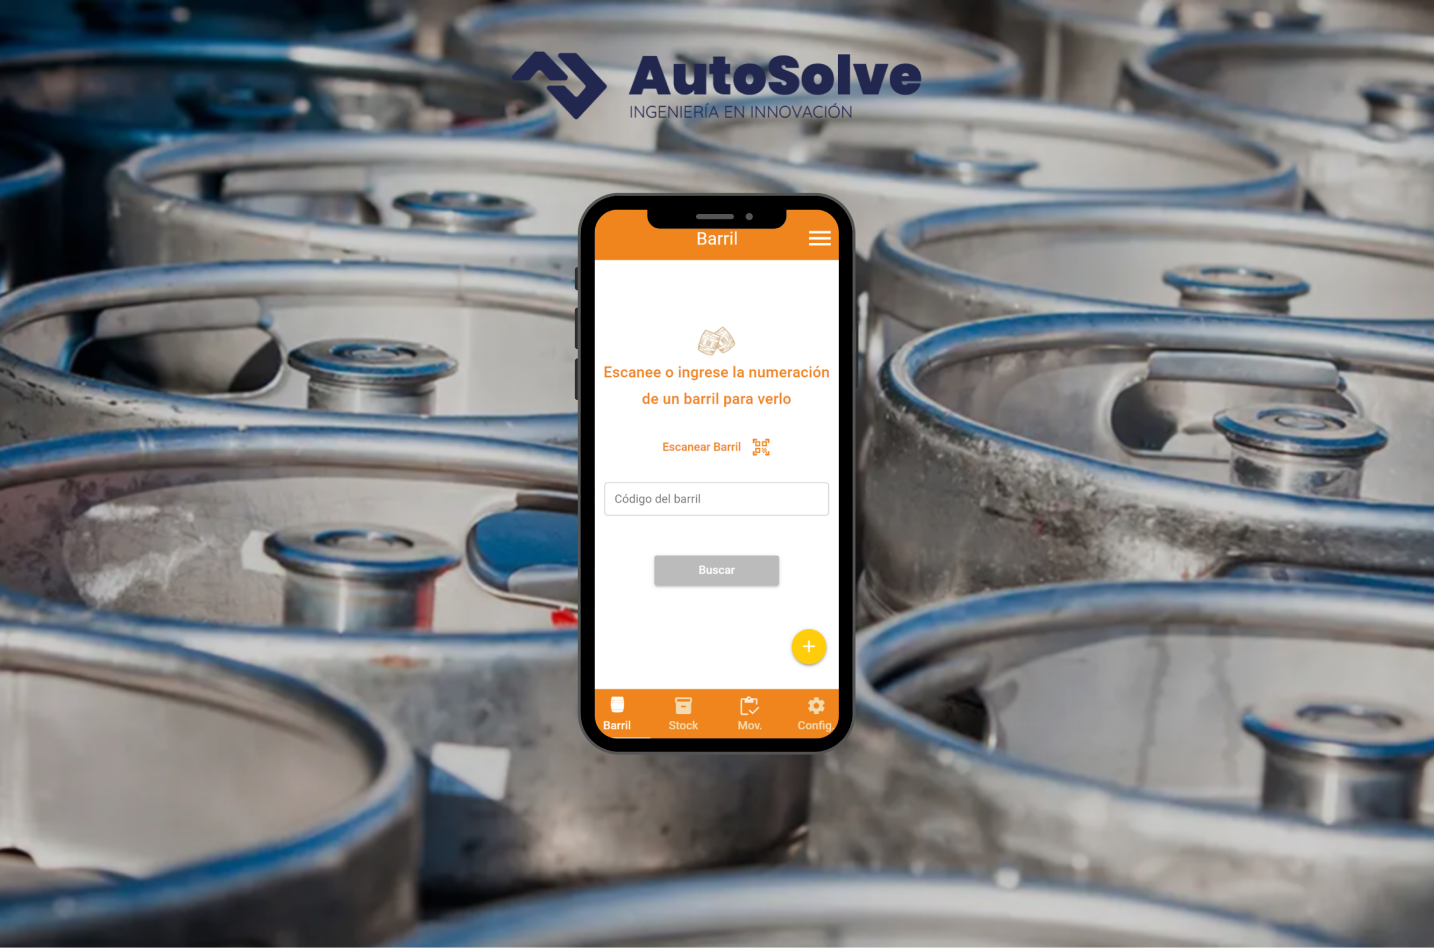 AutoSolve
INGENIERÍA EN INNOVACIÓN
Barril
Escanee o ingrese la numeración
de un barril para verlo
Escanear Barril
Código del barril
Buscar
+
Barril
Stock
Mov.
Config.